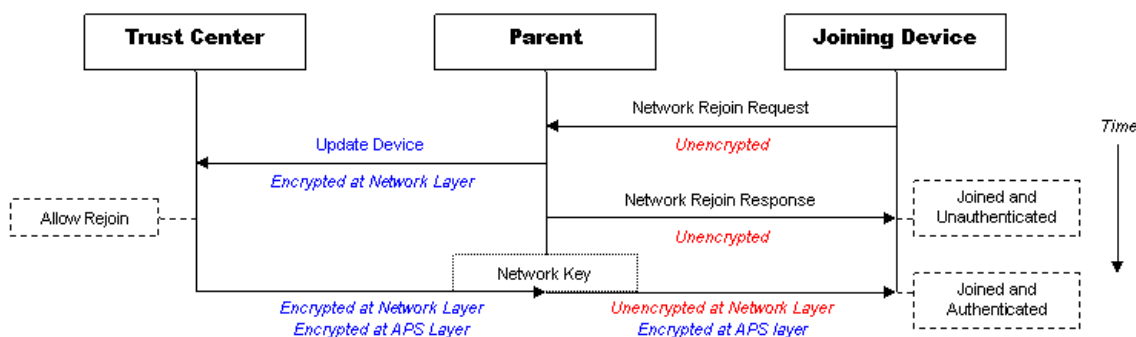 Trust Center
Parent
Joining Device
Network Rejoin Request
Time
Unencrypted
Update Device
Encrypted at Network Layer
Allow Rejoin
Network Rejoin Response
Joined and
Unauthenticated
Unencrypted
Network Key
Encrypted at Network Layer
Encrypted at APS Layer
Unencrypted at Network Layer
Encrypted at APS layer
Joined and
Authenticated